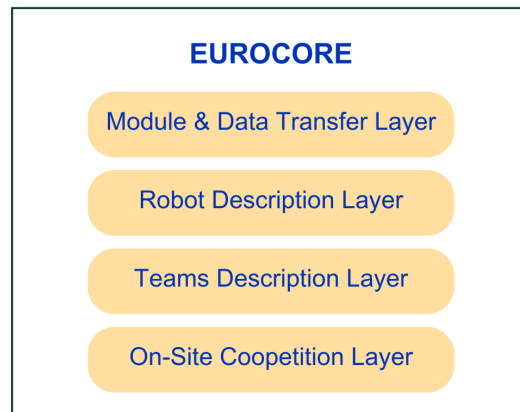 EUROCORE
Module & Data Transfer Layer
Robot Description Layer
Teams Description Layer
On-Site Coopetition Layer